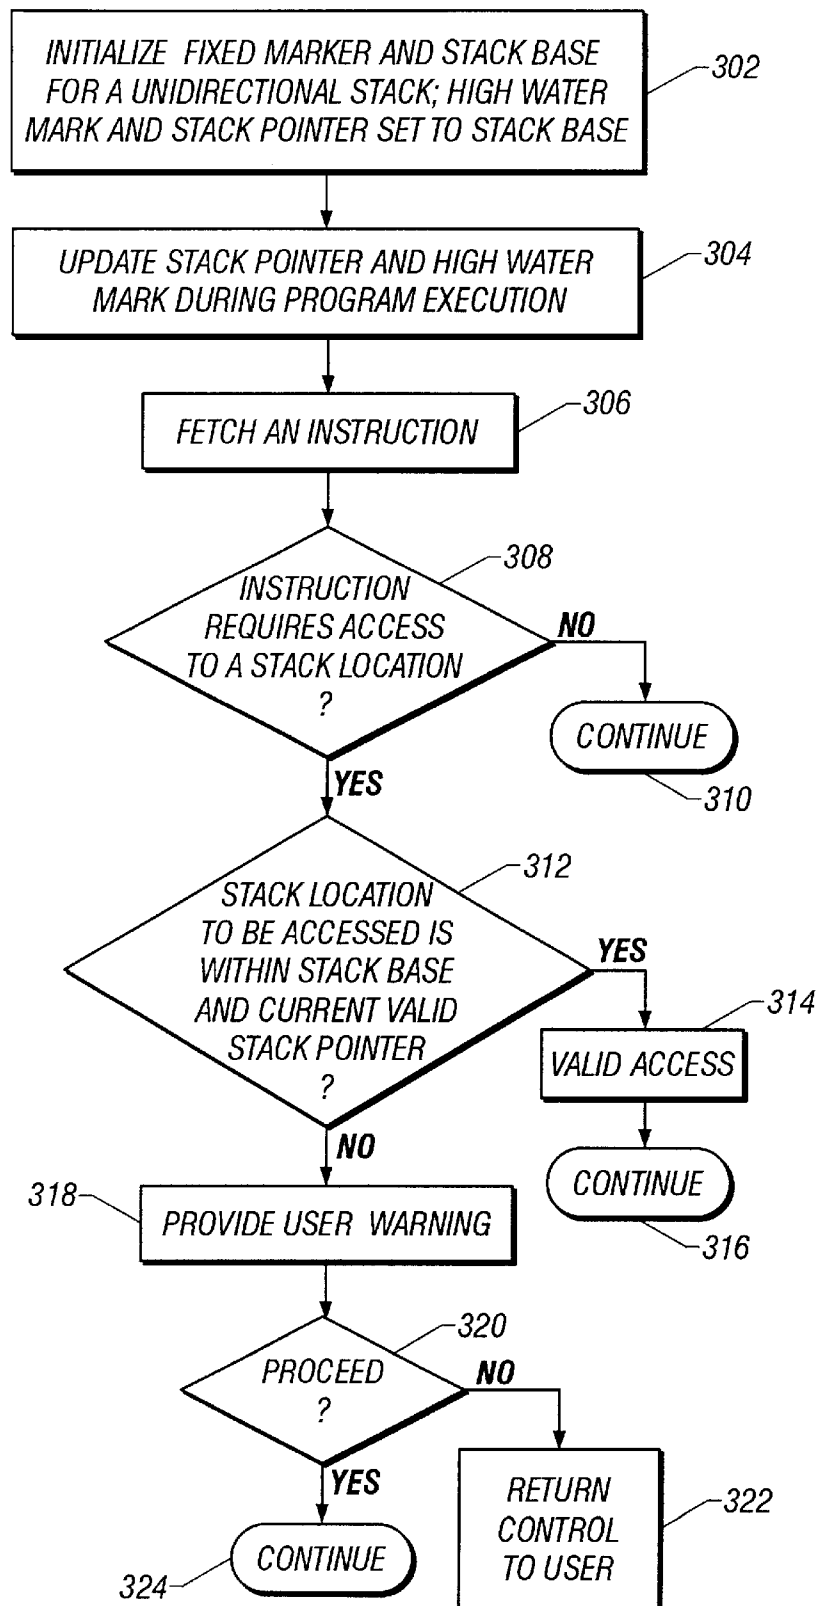 INITIALIZE FIXED MARKER AND STACK BASE
FOR A UNIDIRECTIONAL STACK; HIGH WATER
MARK AND STACK POINTER SET TO STACK BASE
302
UPDATE STACK POINTER AND HIGH WATER
MARK DURING PROGRAM EXECUTION
304
FETCH AN INSTRUCTION
306
INSTRUCTION
REQUIRES ACCESS
TO A STACK LOCATION
?
308
NO
CONTINUE
310
YES
STACK LOCATION
TO BE ACCESSED IS
WITHIN STACK BASE
AND CURRENT VALID
STACK POINTER
?
312
YES
VALID ACCESS
314
CONTINUE
316
NO
318
PROVIDE USER WARNING
PROCEED
?
320
NO
RETURN
CONTROL
TO USER
322
YES
CONTINUE
324